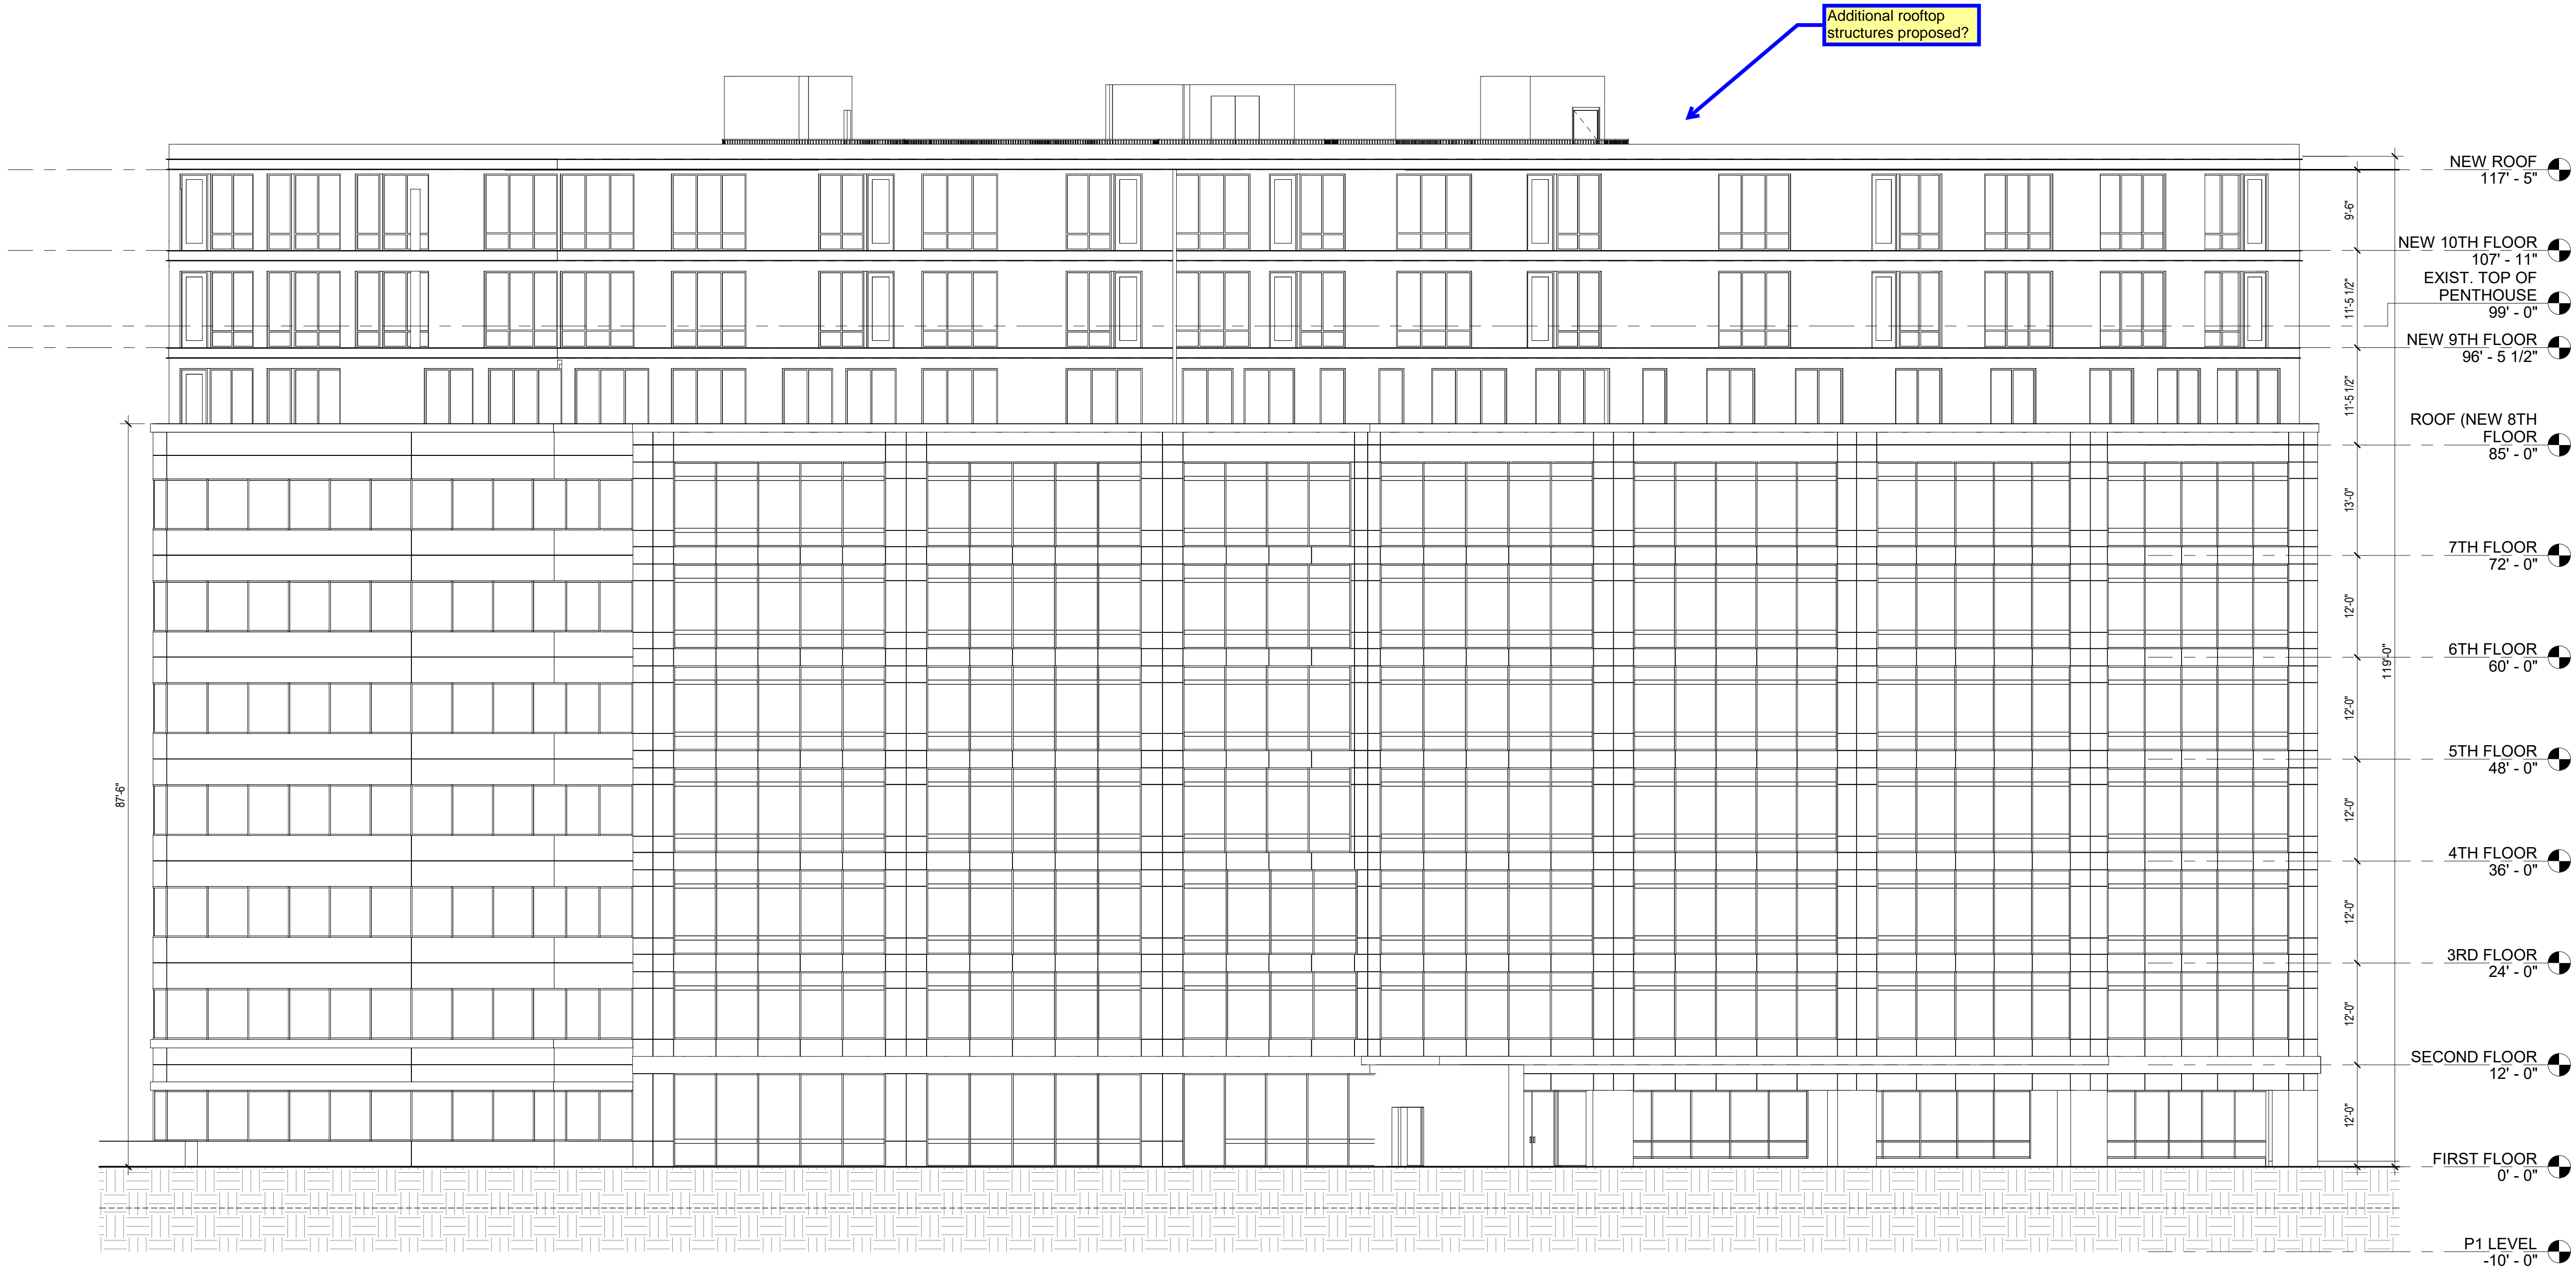 Additional rooftop
structures proposed?
NEW ROOF
117' - 5"
9'-6"
NEW 10TH FLOOR
107' - 11"
EXIST. TOP OF
PENTHOUSE
99' - 0"
11'-5 1/2"
NEW 9TH FLOOR
96' - 5 1/2"
11'-5 1/2"
ROOF (NEW 8TH
FLOOR
85' - 0"
13'-0"
7TH FLOOR
72' - 0"
12'-0"
6TH FLOOR
60' - 0"
119'-0"
12'-0"
5TH FLOOR
48' - 0"
87'-6"
12'-0"
4TH FLOOR
36' - 0"
12'-0"
3RD FLOOR
24' - 0"
12'-0"
SECOND FLOOR
12' - 0"
12'-0"
FIRST FLOOR
0' - 0"
P1 LEVEL
-10' - 0"